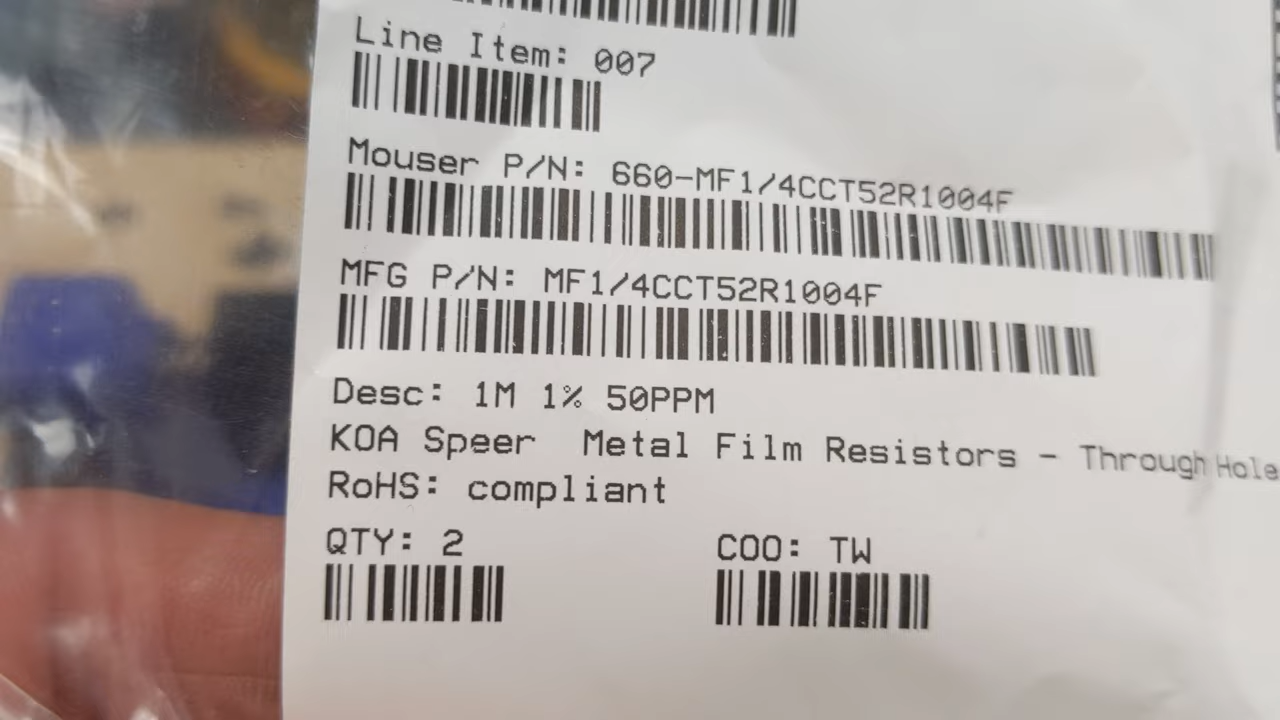 Line Item: 007
Mouser P/N: 660-MF1/4CCT52R1004F
MFG P/N: MF1/4CCT52R1004F
Desc: 1M 1% 50PPM
KOA Speer Metal Film Resistors - Through Hole
RoHS: compliant
QTY: 2 COO: TW